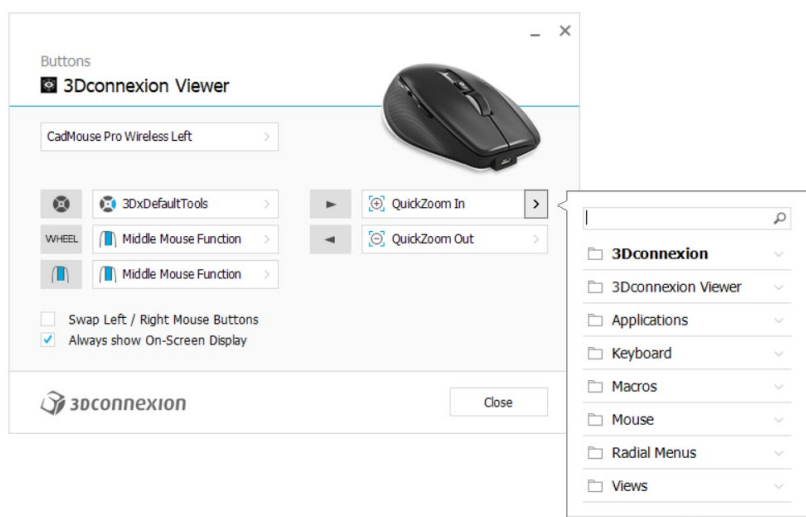 Buttons
3Dconnexion Viewer
CadMouse Pro Wireless Left
3DxDefaultTools
QuickZoom In
WHEEL
Middle Mouse Function
QuickZoom Out
Middle Mouse Function
Swap Left / Right Mouse Buttons
Always show On-Screen Display
3Dconnexion
Close
3Dconnexion
3Dconnexion Viewer
Applications
Keyboard
Macros
Mouse
Radial Menus
Views